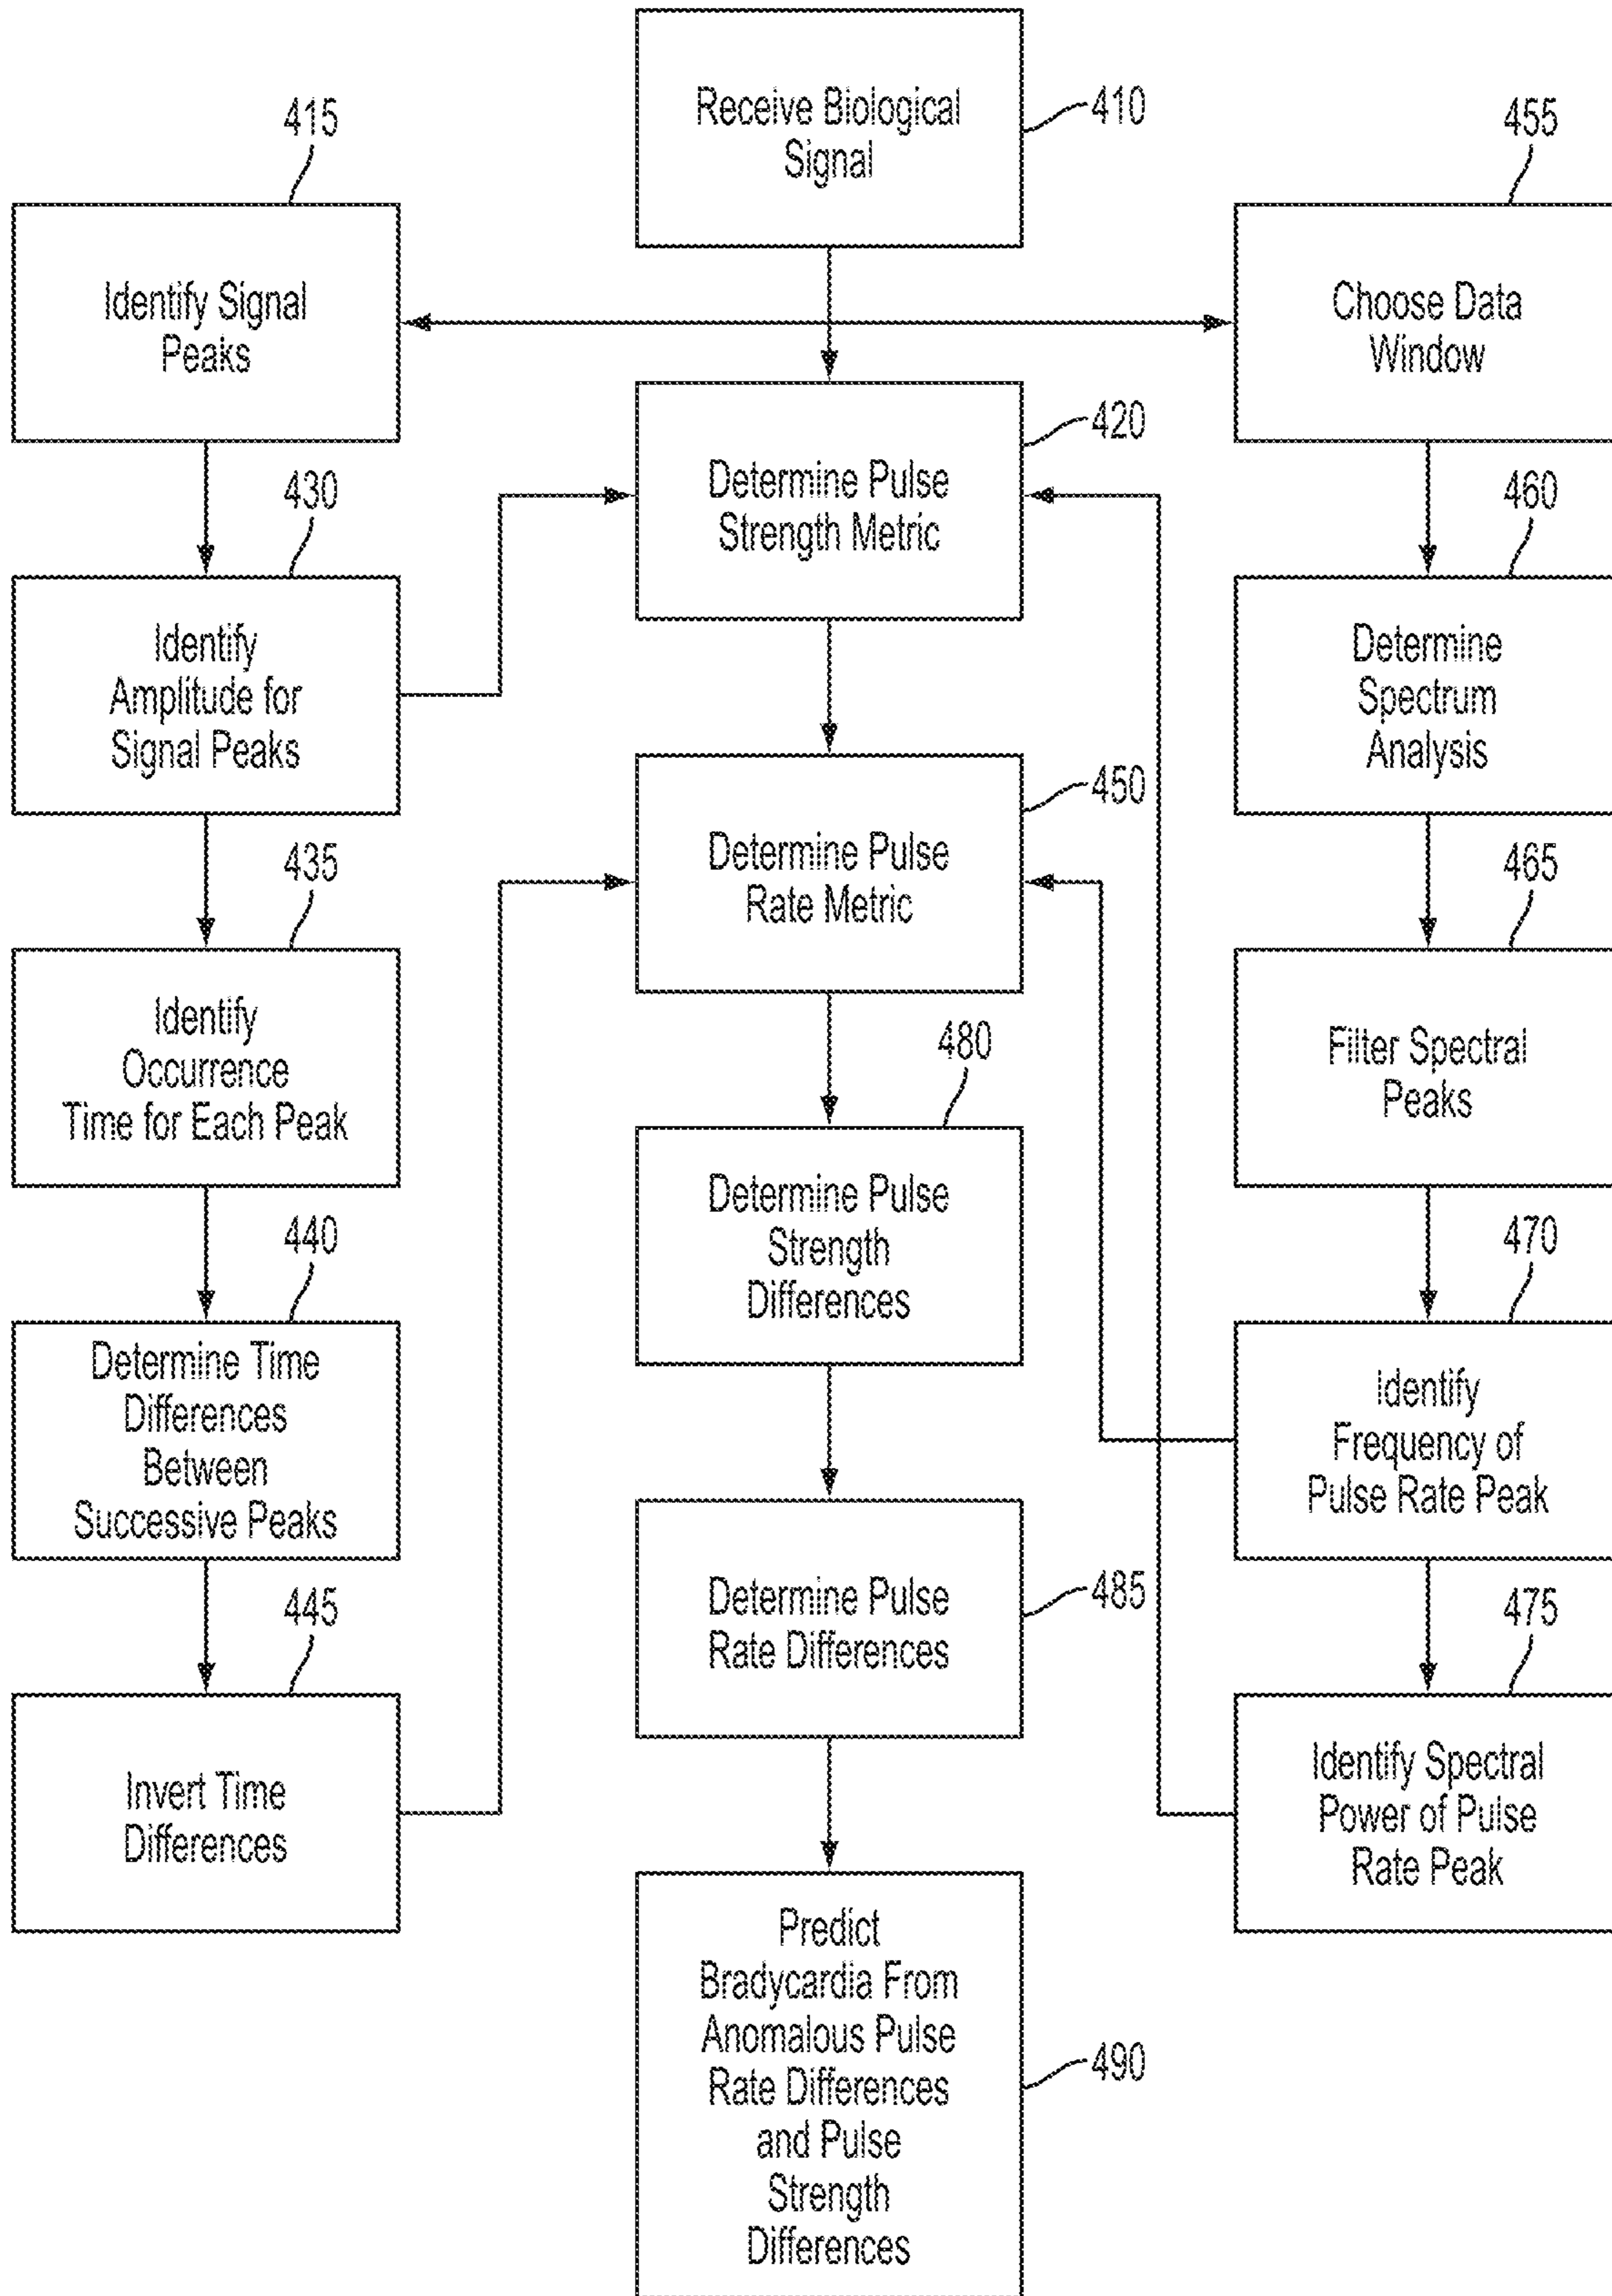 Receive Biological
Signal
410
415
Identify Signal
Peaks
455
Choose Data
Window
420
Determine Pulse
Strength Metric
430
Identify
Amplitude for
Signal Peaks
460
Determine
Spectrum
Analysis
450
Determine Pulse
Rate Metric
435
Identify
Occurrence
Time for Each Peak
465
Filter Spectral
Peaks
480
Determine Pulse
Strength
Differences
440
Determine Time
Differences
Between
Successive Peaks
470
Identify
Frequency of
Pulse Rate Peak
485
Determine Pulse
Rate Differences
445
Invert Time
Differences
475
Identify Spectral
Power of Pulse
Rate Peak
Predict
Bradycardia From
Anomalous Pulse
Rate Differences
and Pulse
Strength
Differences
490